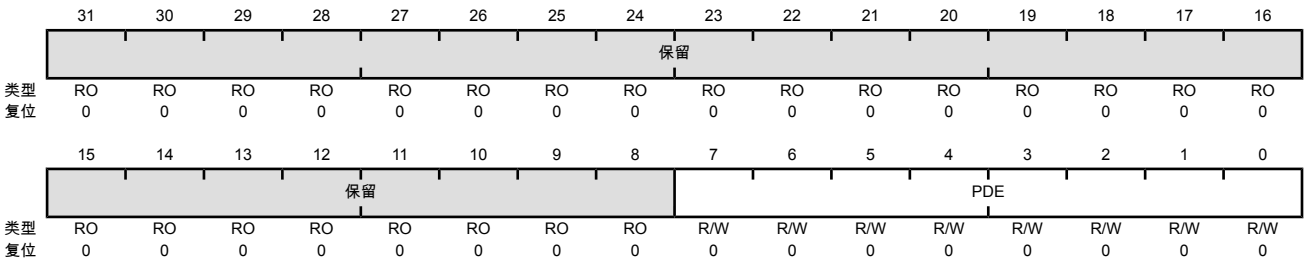 31 30 29 28 27 26 25 24 23 22 21 20 19 18 17 16
保留
类型 RO RO RO RO RO RO RO RO RO RO RO RO RO RO RO RO
复位 0 0 0 0 0 0 0 0 0 0 0 0 0 0 0 0
15 14 13 12 11 10 9 8 7 6 5 4 3 2 1 0
保留 PDE
类型 RO RO RO RO RO RO RO RO R/W R/W R/W R/W R/W R/W R/W R/W
复位 0 0 0 0 0 0 0 0 0 0 0 0 0 0 0 0